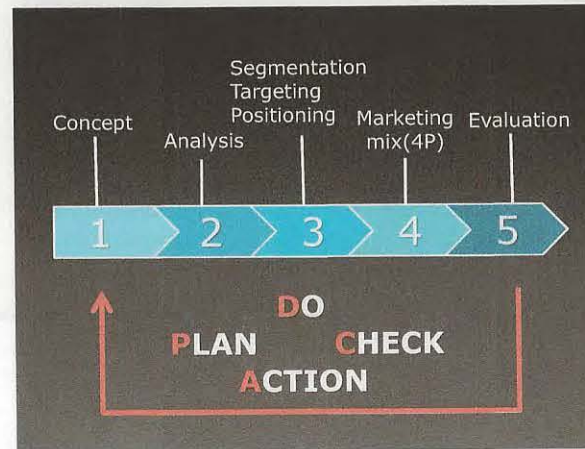 Segmentation
Targeting
Positioning
Concept
Analysis
Marketing
mix(4P)
Evaluation
1 2 3 4 5
DO
PLAN CHECK
ACTION